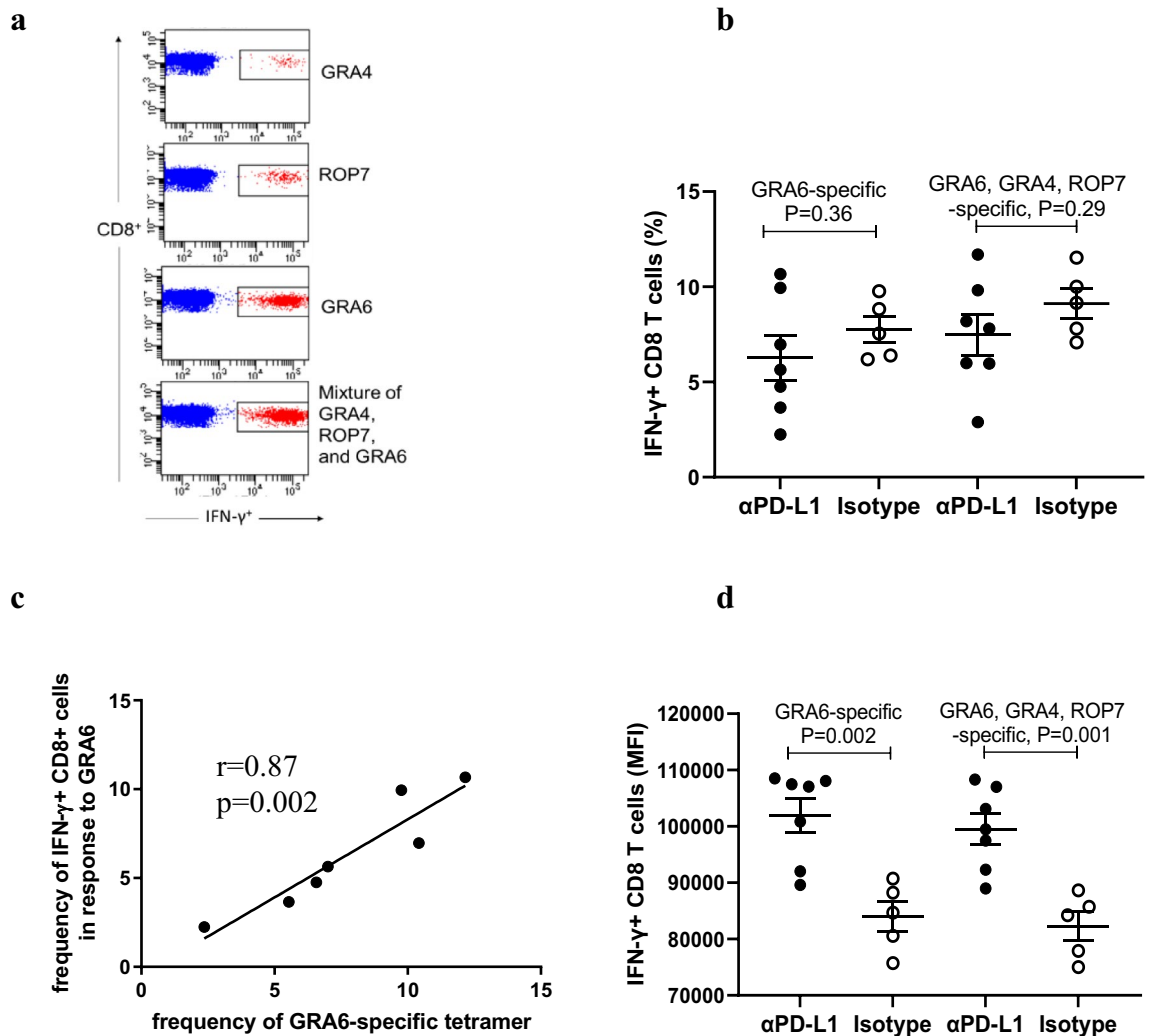 a
GRA4
ROP7
CD8⁺
GRA6
Mixture of
GRA4,
ROP7,
and GRA6
10² 10³ 10⁴ 10⁵
IFN-γ⁺
b
15
10
5
0
IFN-γ+ CD8 T cells (%)
GRA6-specific
P=0.36
GRA6, GRA4, ROP7
-specific, P=0.29
αPD-L1 Isotype αPD-L1 Isotype
c
frequency of IFN-γ+ CD8+ cells
in response to GRA6
15
10
5
0
r=0.87
p=0.002
0 5 10 15
frequency of GRA6-specific tetramer
d
IFN-γ+ CD8 T cells (MFI)
120000
110000
100000
90000
80000
70000
GRA6-specific
P=0.002
GRA6, GRA4, ROP7
-specific, P=0.001
αPD-L1 Isotype αPD-L1 Isotype